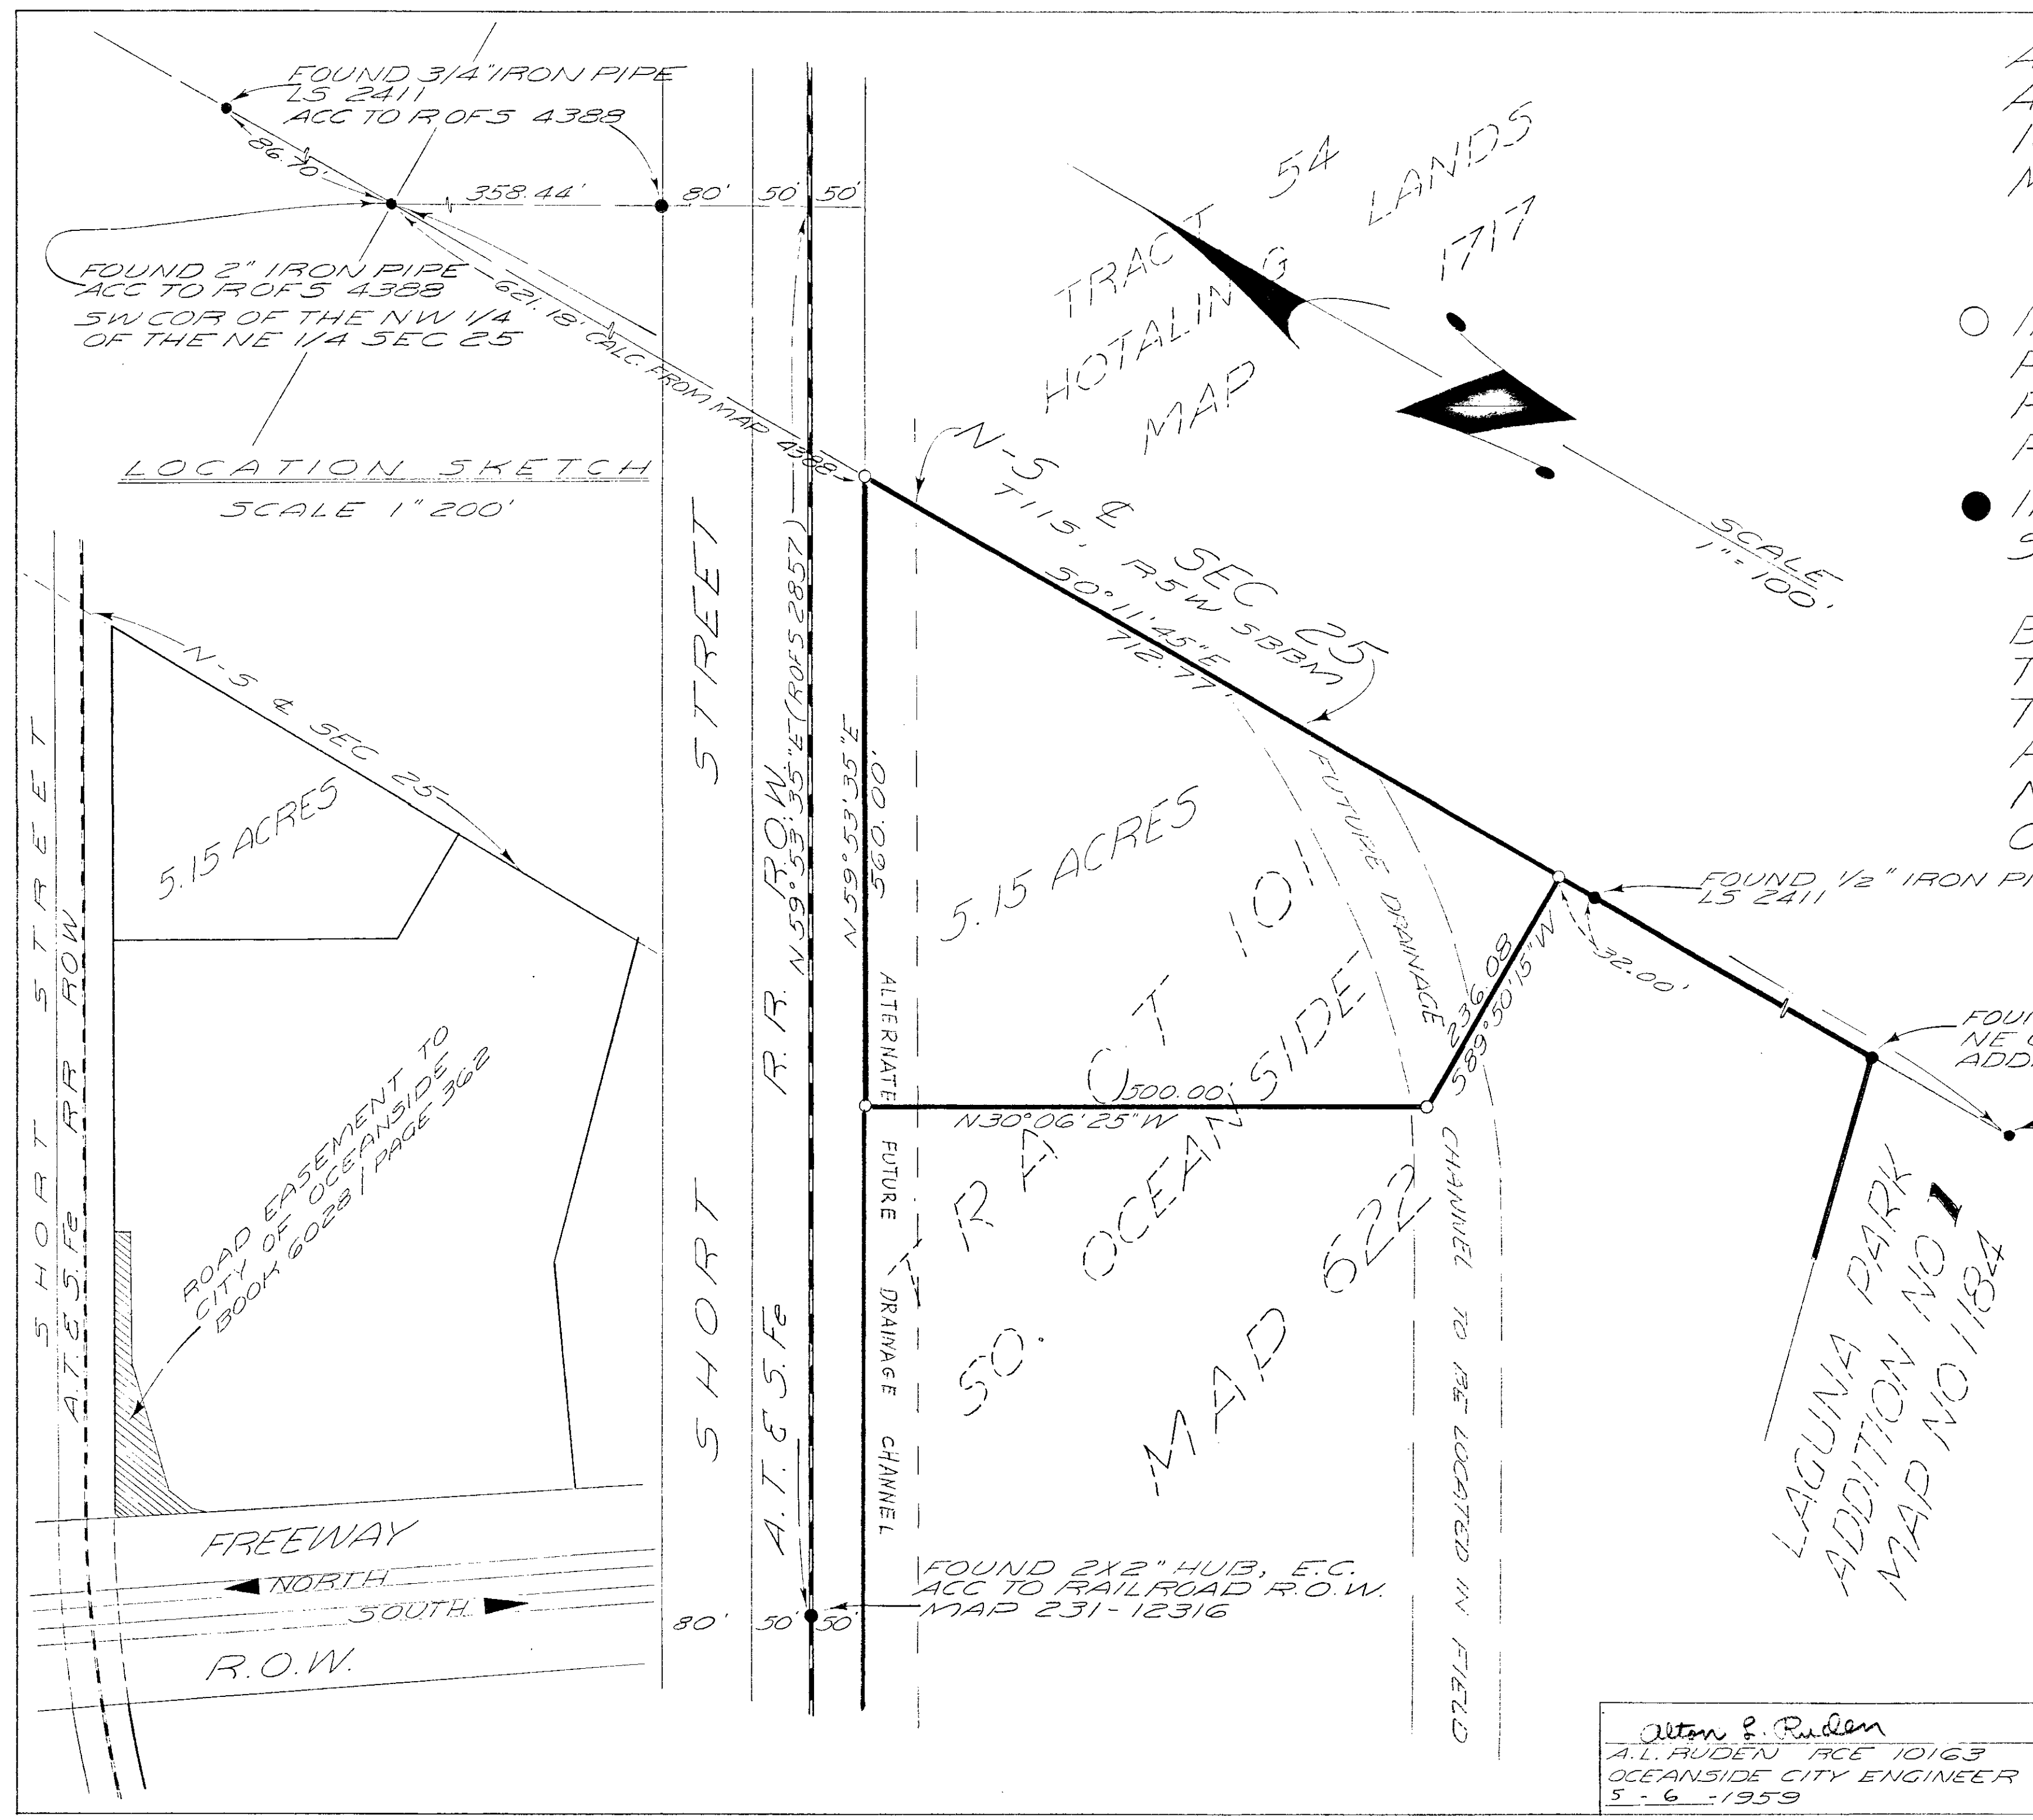 FOUND 3/4" IRON PIPE
LS 2411
ACC TO R OF S 4388
86.70'
358.44'
80'
50'
50'
FOUND 2" IRON PIPE
ACC TO R OF S 4388
SW COR OF THE NW 1/4
OF THE NE 1/4 SEC 25
621.18' CALC. FROM MAP 4388
LOCATION SKETCH
SCALE 1" 200'
TRACT 54
HOTALING LANDS
MAP 1717
SCALE
1" = 100'
N-S ℄ SEC 25
T11S, R5W SBBM
S0°11'45"E
712.77'
N-S ℄ SEC 25
5.15 ACRES
SHORT STREET
A.T.& S.Fe RR ROW
ROAD EASEMENT TO
CITY OF OCEANSIDE
BOOK 6028 / PAGE 362
FREEWAY
NORTH
SOUTH
R.O.W.
SHORT STREET
A.T. & S.Fe R.R. R.O.W.
N59°53'35"E (R OF S 2857)
N59°53'35"E
560.00'
5.15 ACRES
ALTERNATE FUTURE DRAINAGE CHANNEL
FUTURE DRAINAGE CHANNEL TO BE LOCATED IN FIELD
TRACT 101
SO. OCEANSIDE
MAP 622
500.00'
N30°06'25"W
236.08
S89°50'15"W
32.00'
FOUND 1/2" IRON PI
LS 2411
FOU
NE
ADD.
LAGUNA PARK
ADDITION NO 1
MAP NO 1184
FOUND 2X2" HUB, E.C.
ACC TO RAILROAD R.O.W.
MAP 231-12316
80'
50'
50'
Alton L. Ruden
A.L. RUDEN RCE 10163
OCEANSIDE CITY ENGINEER
5 - 6 - 1959